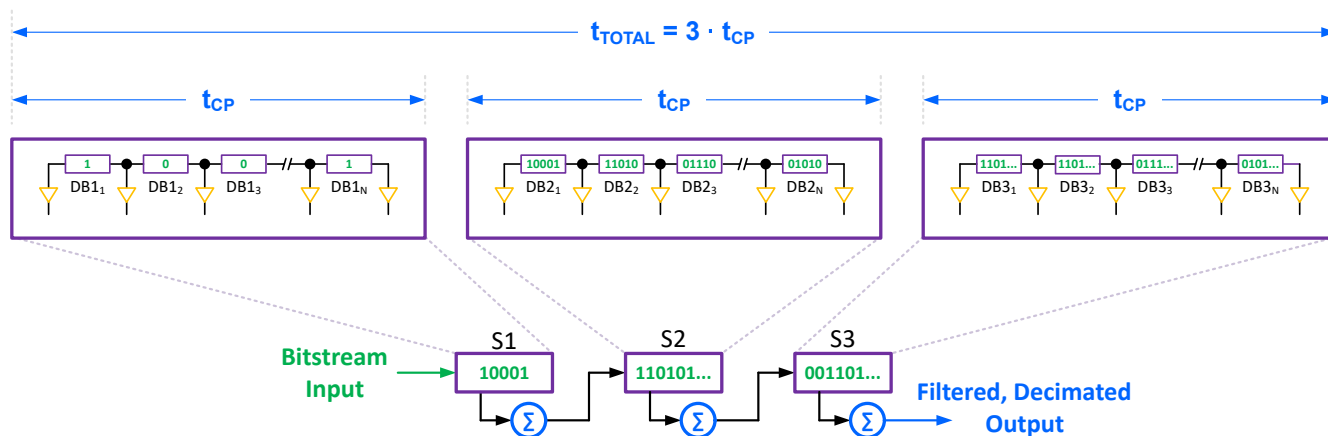 tTOTAL = 3 · tCP
tCP tCP tCP
1 0 0 1
DB11 DB12 DB13 DB1N
10001 11010 01110 01010
DB21 DB22 DB23 DB2N
1101... 1101... 0111... 0101...
DB31 DB32 DB33 DB3N
S1 S2 S3
Bitstream
Input
10001 110101... 001101...
Σ Σ Σ
Filtered, Decimated
Output